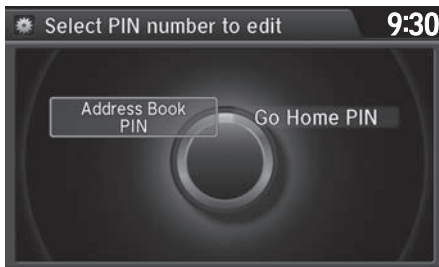 Select PIN number to edit
9:30
Address Book
PIN
Go Home PIN